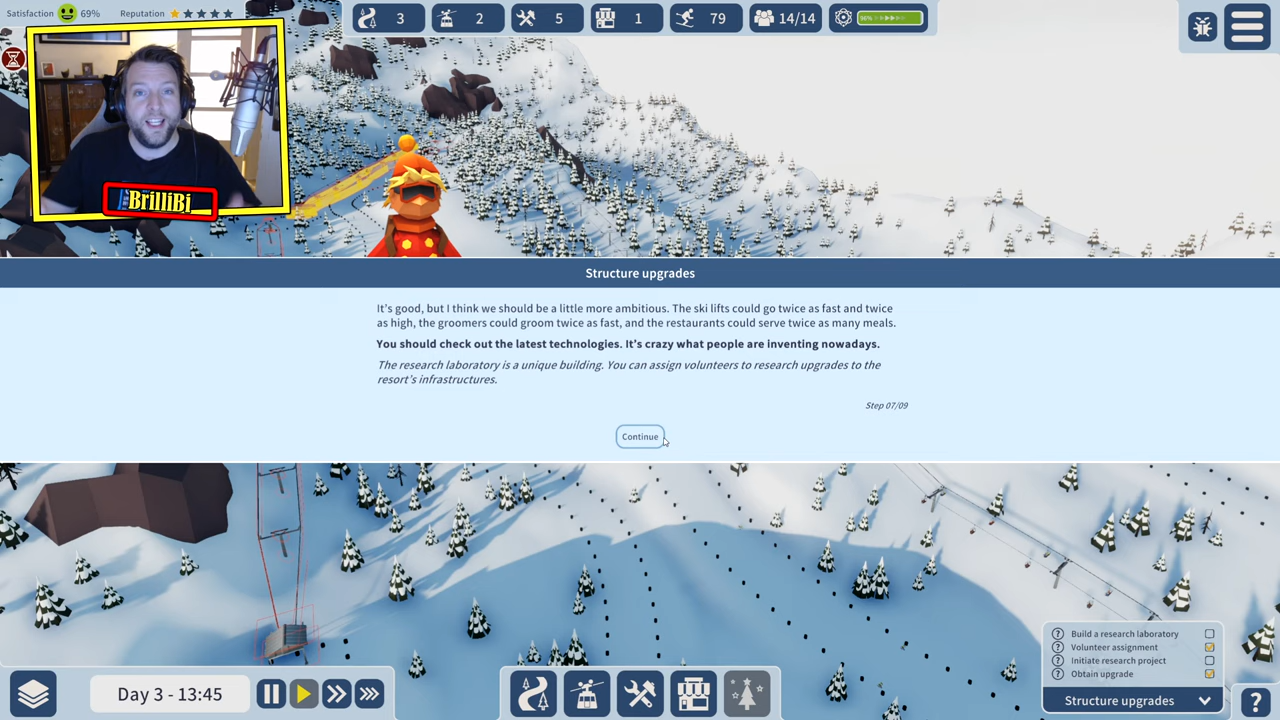 Satisfaction 69% Reputation
3 2 5 1 79 14/14 98%
BrilliBi_
Structure upgrades
It's good, but I think we should be a little more ambitious. The ski lifts could go twice as fast and twice
as high, the groomers could groom twice as fast, and the restaurants could serve twice as many meals.
You should check out the latest technologies. It's crazy what people are inventing nowadays.
The research laboratory is a unique building. You can assign volunteers to research upgrades to the
resort's infrastructures.
Step 07/09
Continue
Build a research laboratory
Volunteer assignment
Initiate research project
Obtain upgrade
Structure upgrades
Day 3 - 13:45